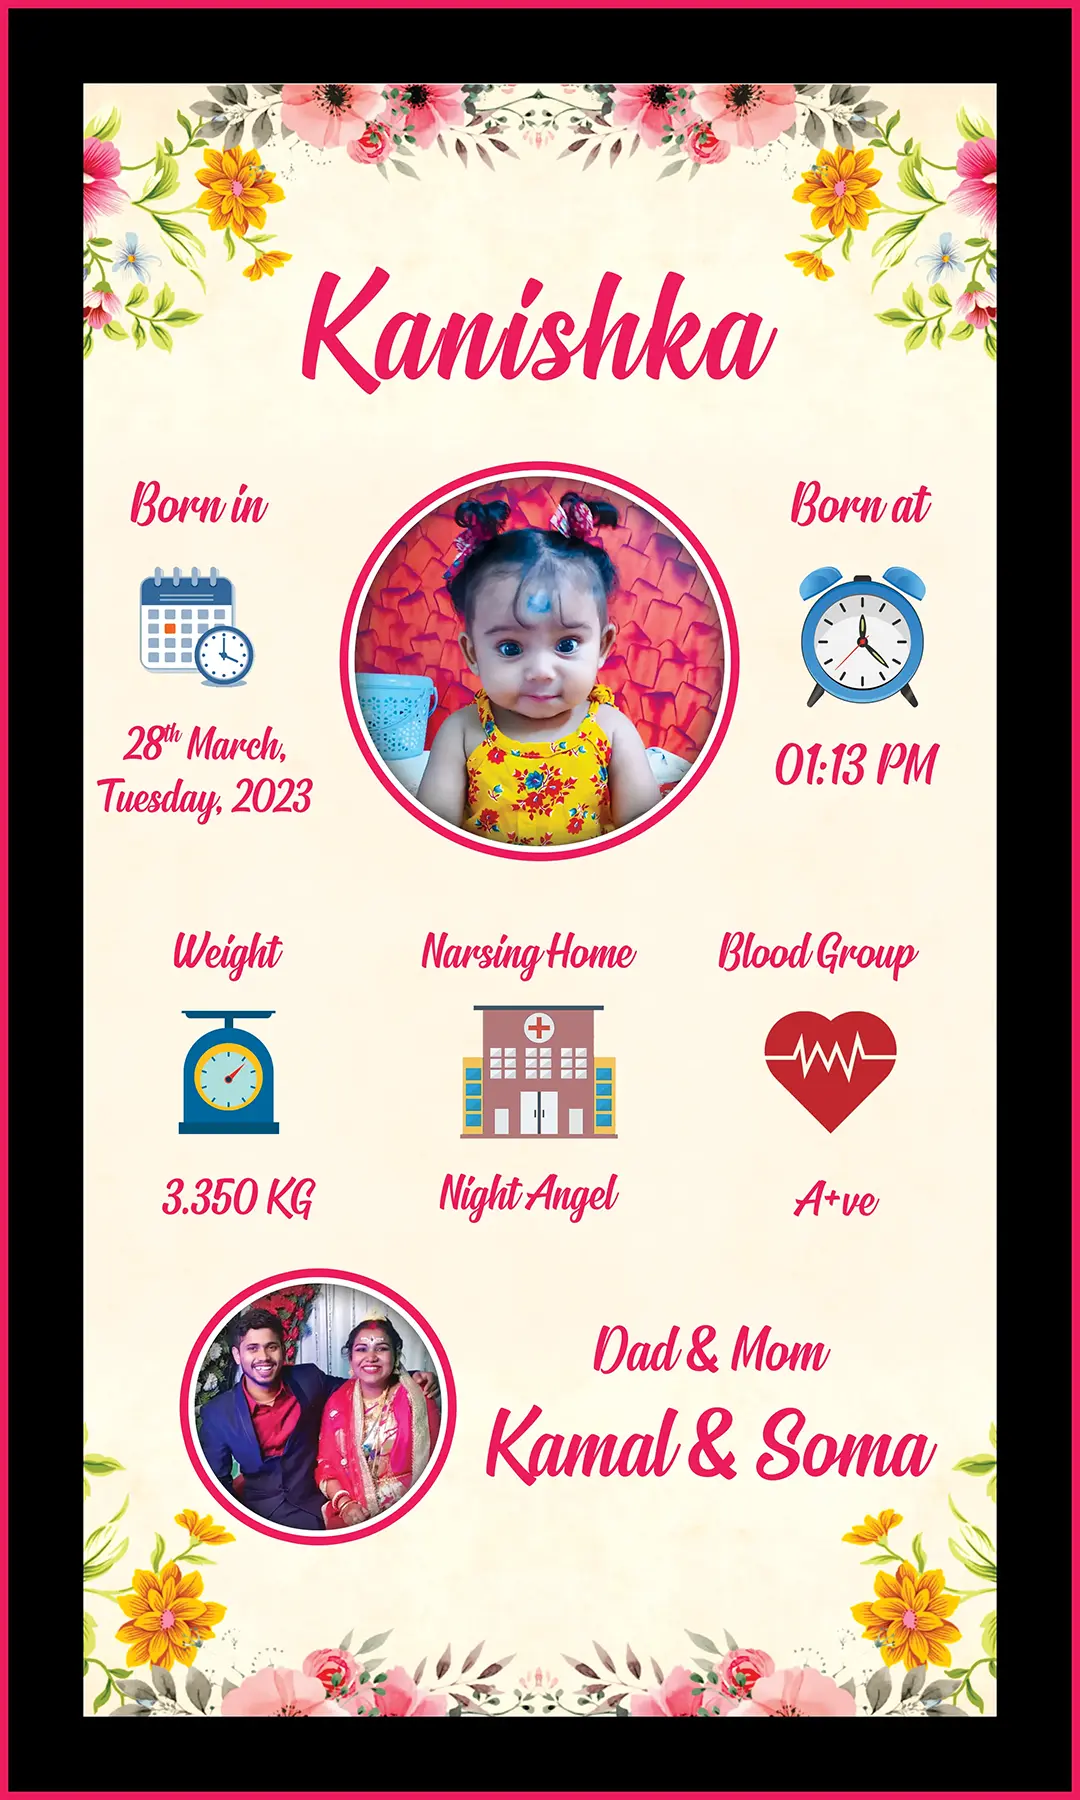 Kanishka
Born in
28th March,
Tuesday, 2023
Born at
01:13 PM
Weight
3.350 KG
Narsing Home
Night Angel
Blood Group
A+ve
Dad & Mom
Kamal & Soma